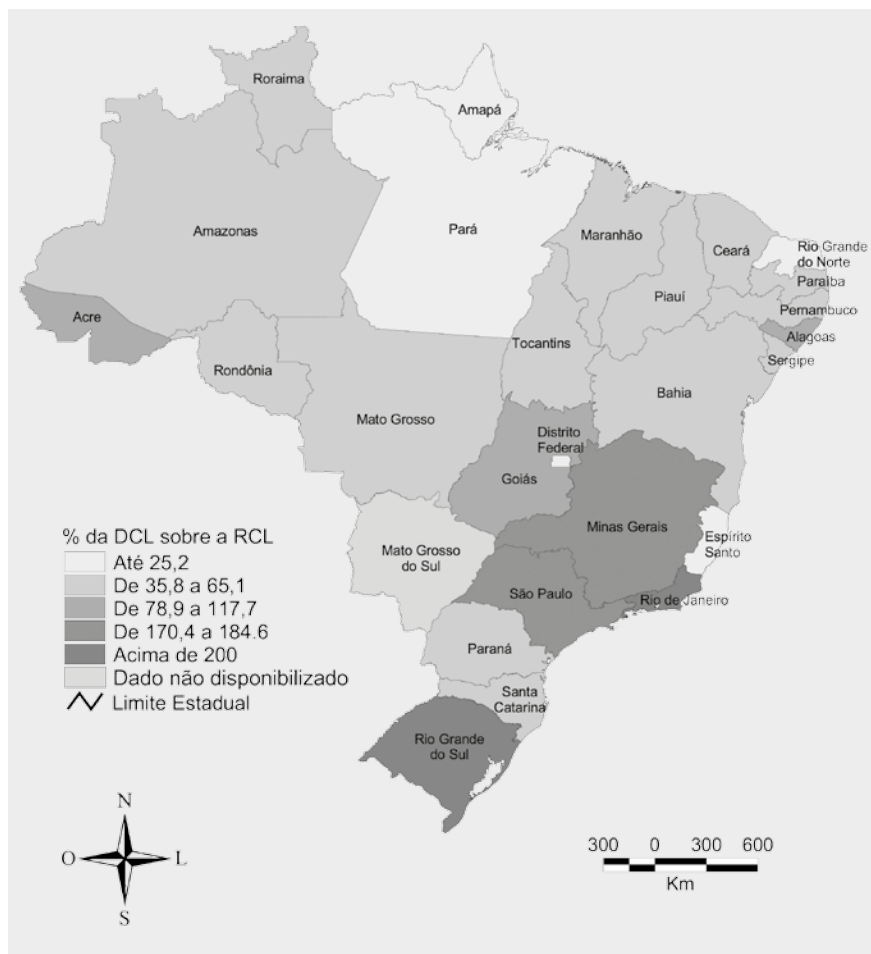 Roraima
Amapá
Amazonas
Pará
Maranhão
Ceará
Rio Grande
do Norte
Paraíba
Piauí
Pernambuco
Acre
Alagoas
Tocantins
Sergipe
Rondônia
Bahia
Mato Grosso
Distrito
Federal
Goiás
Minas Gerais
Espírito
Santo
Mato Grosso
do Sul
São Paulo
Rio de Janeiro
Paraná
Santa
Catarina
Rio Grande
do Sul
% da DCL sobre a RCL
Até 25,2
De 35,8 a 65,1
De 78,9 a 117,7
De 170,4 a 184.6
Acima de 200
Dado não disponibilizado
Limite Estadual
N
O
L
S
300 0 300 600
Km